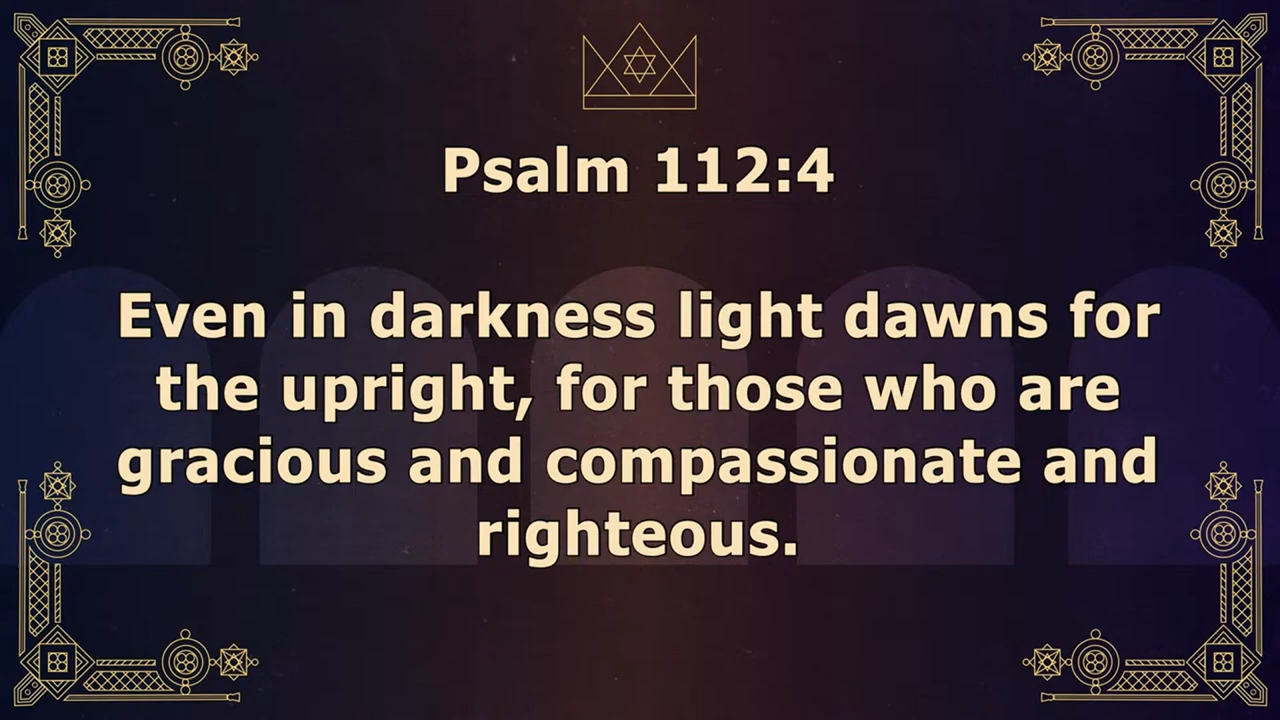 Psalm 112:4
Even in darkness light dawns for
the upright, for those who are
gracious and compassionate and
righteous.